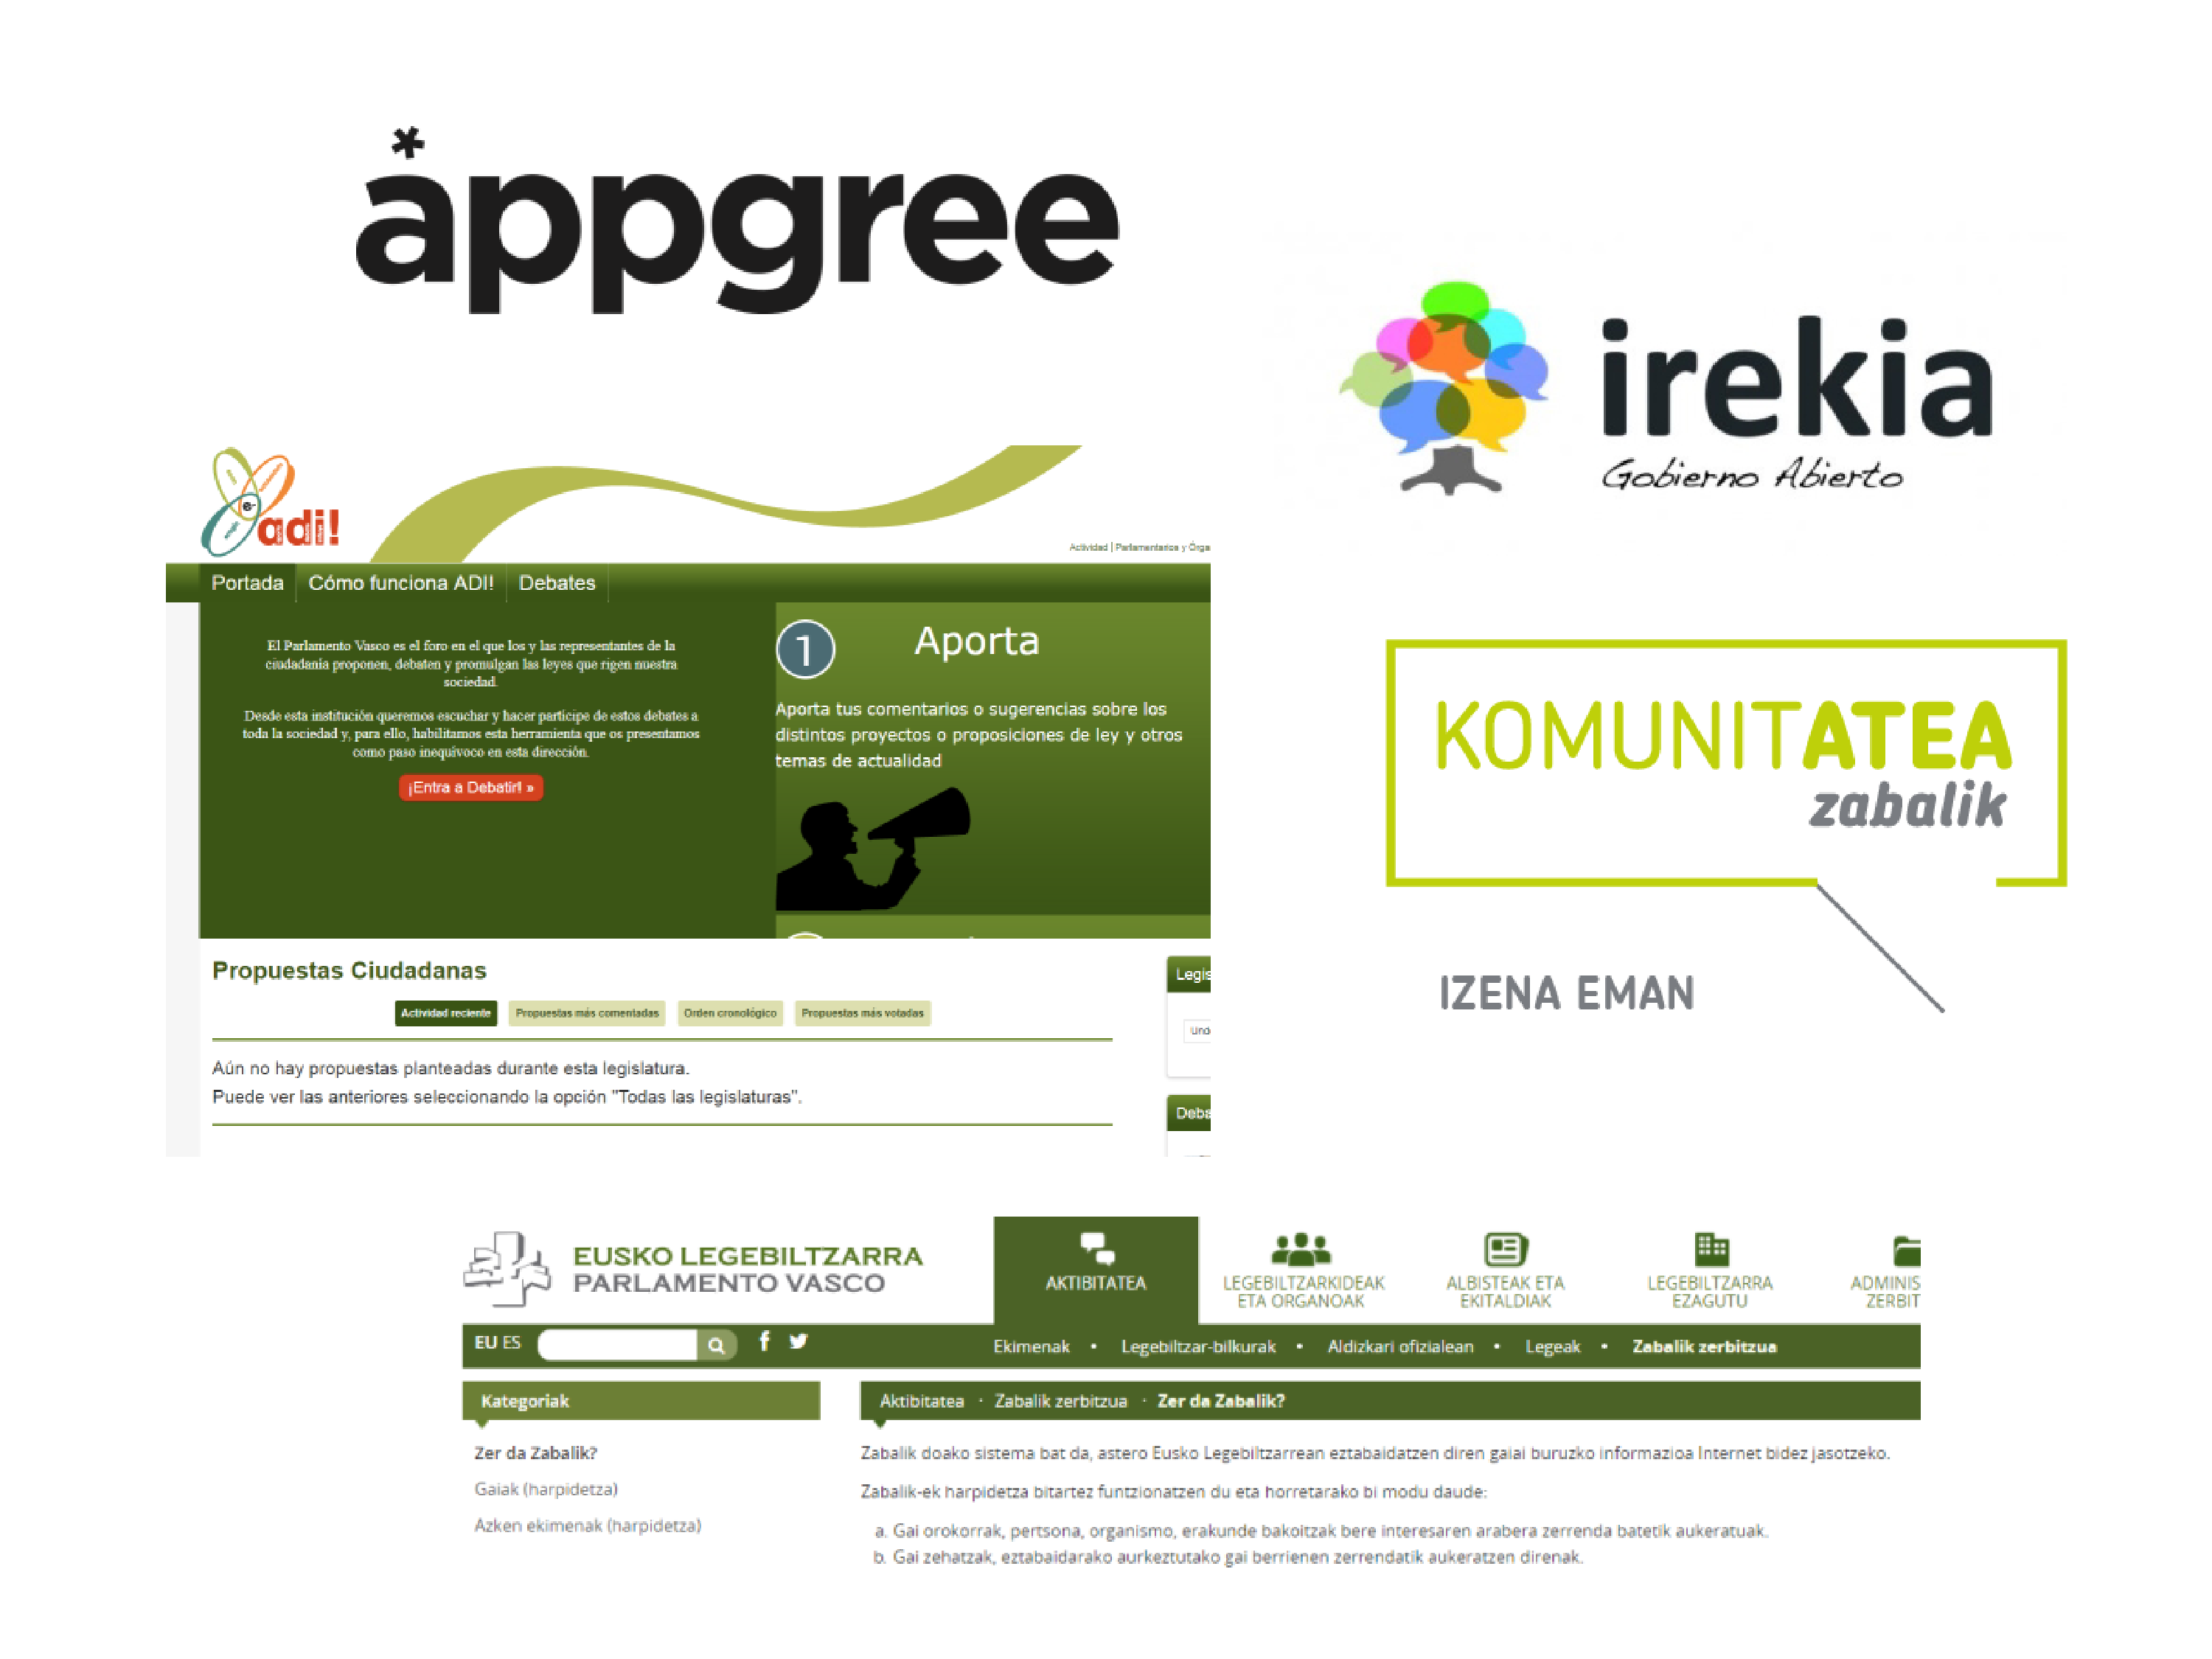 appgree
irekia
Gobierno Abierto
e-
adi!
Actividad | Parlamentarios y Órga
Portada
Cómo funciona ADI!
Debates
El Parlamento Vasco es el foro en el que los y las representantes de la
ciudadanía proponen, debaten y promulgan las leyes que rigen nuestra
sociedad.
Desde esta institución queremos escuchar y hacer partícipe de estos debates a
toda la sociedad y, para ello, habilitamos esta herramienta que os presentamos
como paso inequívoco en esta dirección.
¡Entra a Debatir! »
1
Aporta
Aporta tus comentarios o sugerencias sobre los
distintos proyectos o proposiciones de ley y otros
temas de actualidad
KOMUNITATEA
zabalik
IZENA EMAN
Propuestas Ciudadanas
Actividad reciente
Propuestas más comentadas
Orden cronológico
Propuestas más votadas
Aún no hay propuestas planteadas durante esta legislatura.
Puede ver las anteriores seleccionando la opción "Todas las legislaturas".
Legis
Und
Deba
EUSKO LEGEBILTZARRA
PARLAMENTO VASCO
AKTIBITATEA
LEGEBILTZARKIDEAK
ETA ORGANOAK
ALBISTEAK ETA
EKITALDIAK
LEGEBILTZARRA
EZAGUTU
ADMINIS
ZERBIT
EU ES
Ekimenak • Legebiltzar-bilkurak • Aldizkari ofizialean • Legeak • Zabalik zerbitzua
Kategoriak
Zer da Zabalik?
Gaiak (harpidetza)
Azken ekimenak (harpidetza)
Aktibitatea · Zabalik zerbitzua · Zer da Zabalik?
Zabalik doako sistema bat da, astero Eusko Legebiltzarrean eztabaidatzen diren gaiai buruzko informazioa Internet bidez jasotzeko.
Zabalik-ek harpidetza bitartez funtzionatzen du eta horretarako bi modu daude:
a. Gai orokorrak, pertsona, organismo, erakunde bakoitzak bere interesaren arabera zerrenda batetik aukeratuak.
b. Gai zehatzak, eztabaidarako aurkeztutako gai berrienen zerrendatik aukeratzen direnak.